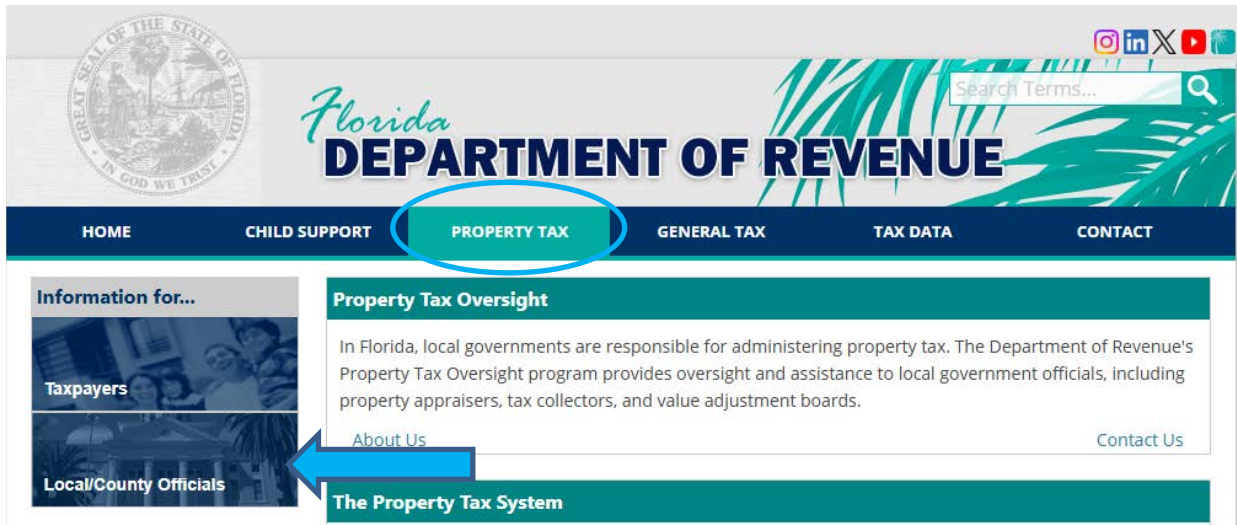 GREAT SEAL OF THE STATE OF FLORIDA
IN GOD WE TRUST
in
Search Terms...
Florida
DEPARTMENT OF REVENUE
HOME CHILD SUPPORT PROPERTY TAX GENERAL TAX TAX DATA CONTACT
Information for...
Taxpayers
Local/County Officials
Property Tax Oversight
In Florida, local governments are responsible for administering property tax. The Department of Revenue's
Property Tax Oversight program provides oversight and assistance to local government officials, including
property appraisers, tax collectors, and value adjustment boards.
About Us Contact Us
The Property Tax System